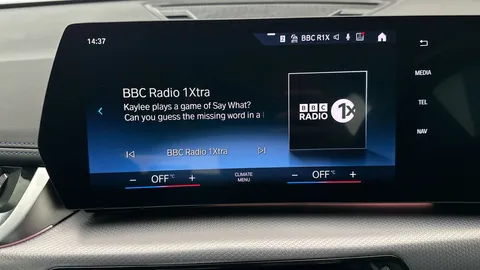 14:37
BBC R1X
BBC Radio 1Xtra
Kaylee plays a game of Say What?
Can you guess the missing word in a
BBC
RADIO 1X
BBC Radio 1Xtra
MEDIA
TEL
NAV
- OFF °C +
CLIMATE
MENU
- OFF °C +